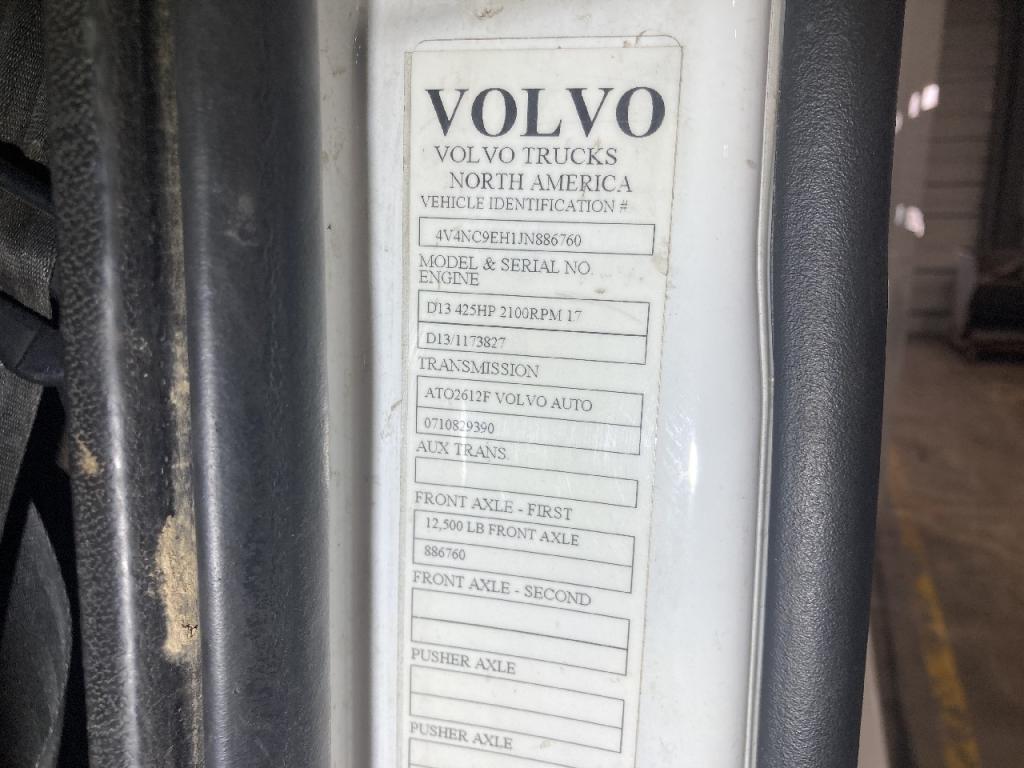 VOLVO
VOLVO TRUCKS
NORTH AMERICA
VEHICLE IDENTIFICATION #
4V4NC9EH1JN886760
MODEL & SERIAL NO.
ENGINE
D13 425HP 2100RPM 17
D13/1173827
TRANSMISSION
ATO2612F VOLVO AUTO
0710829390
AUX TRANS.
FRONT AXLE - FIRST
12,500 LB FRONT AXLE
886760
FRONT AXLE - SECOND
PUSHER AXLE
PUSHER AXLE